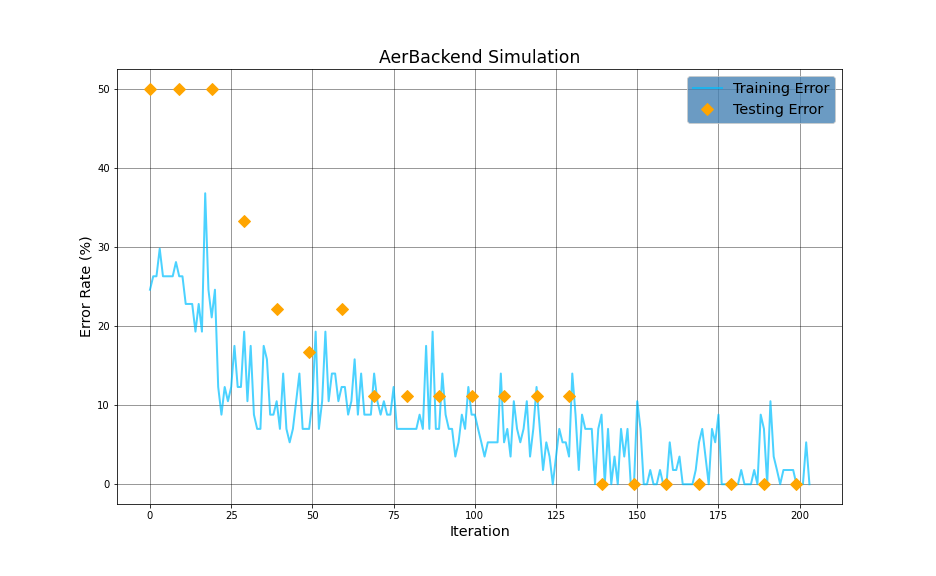 AerBackend Simulation
Training Error
Testing Error
50
40
30
20
10
0
Error Rate (%)
0 25 50 75 100 125 150 175 200
Iteration